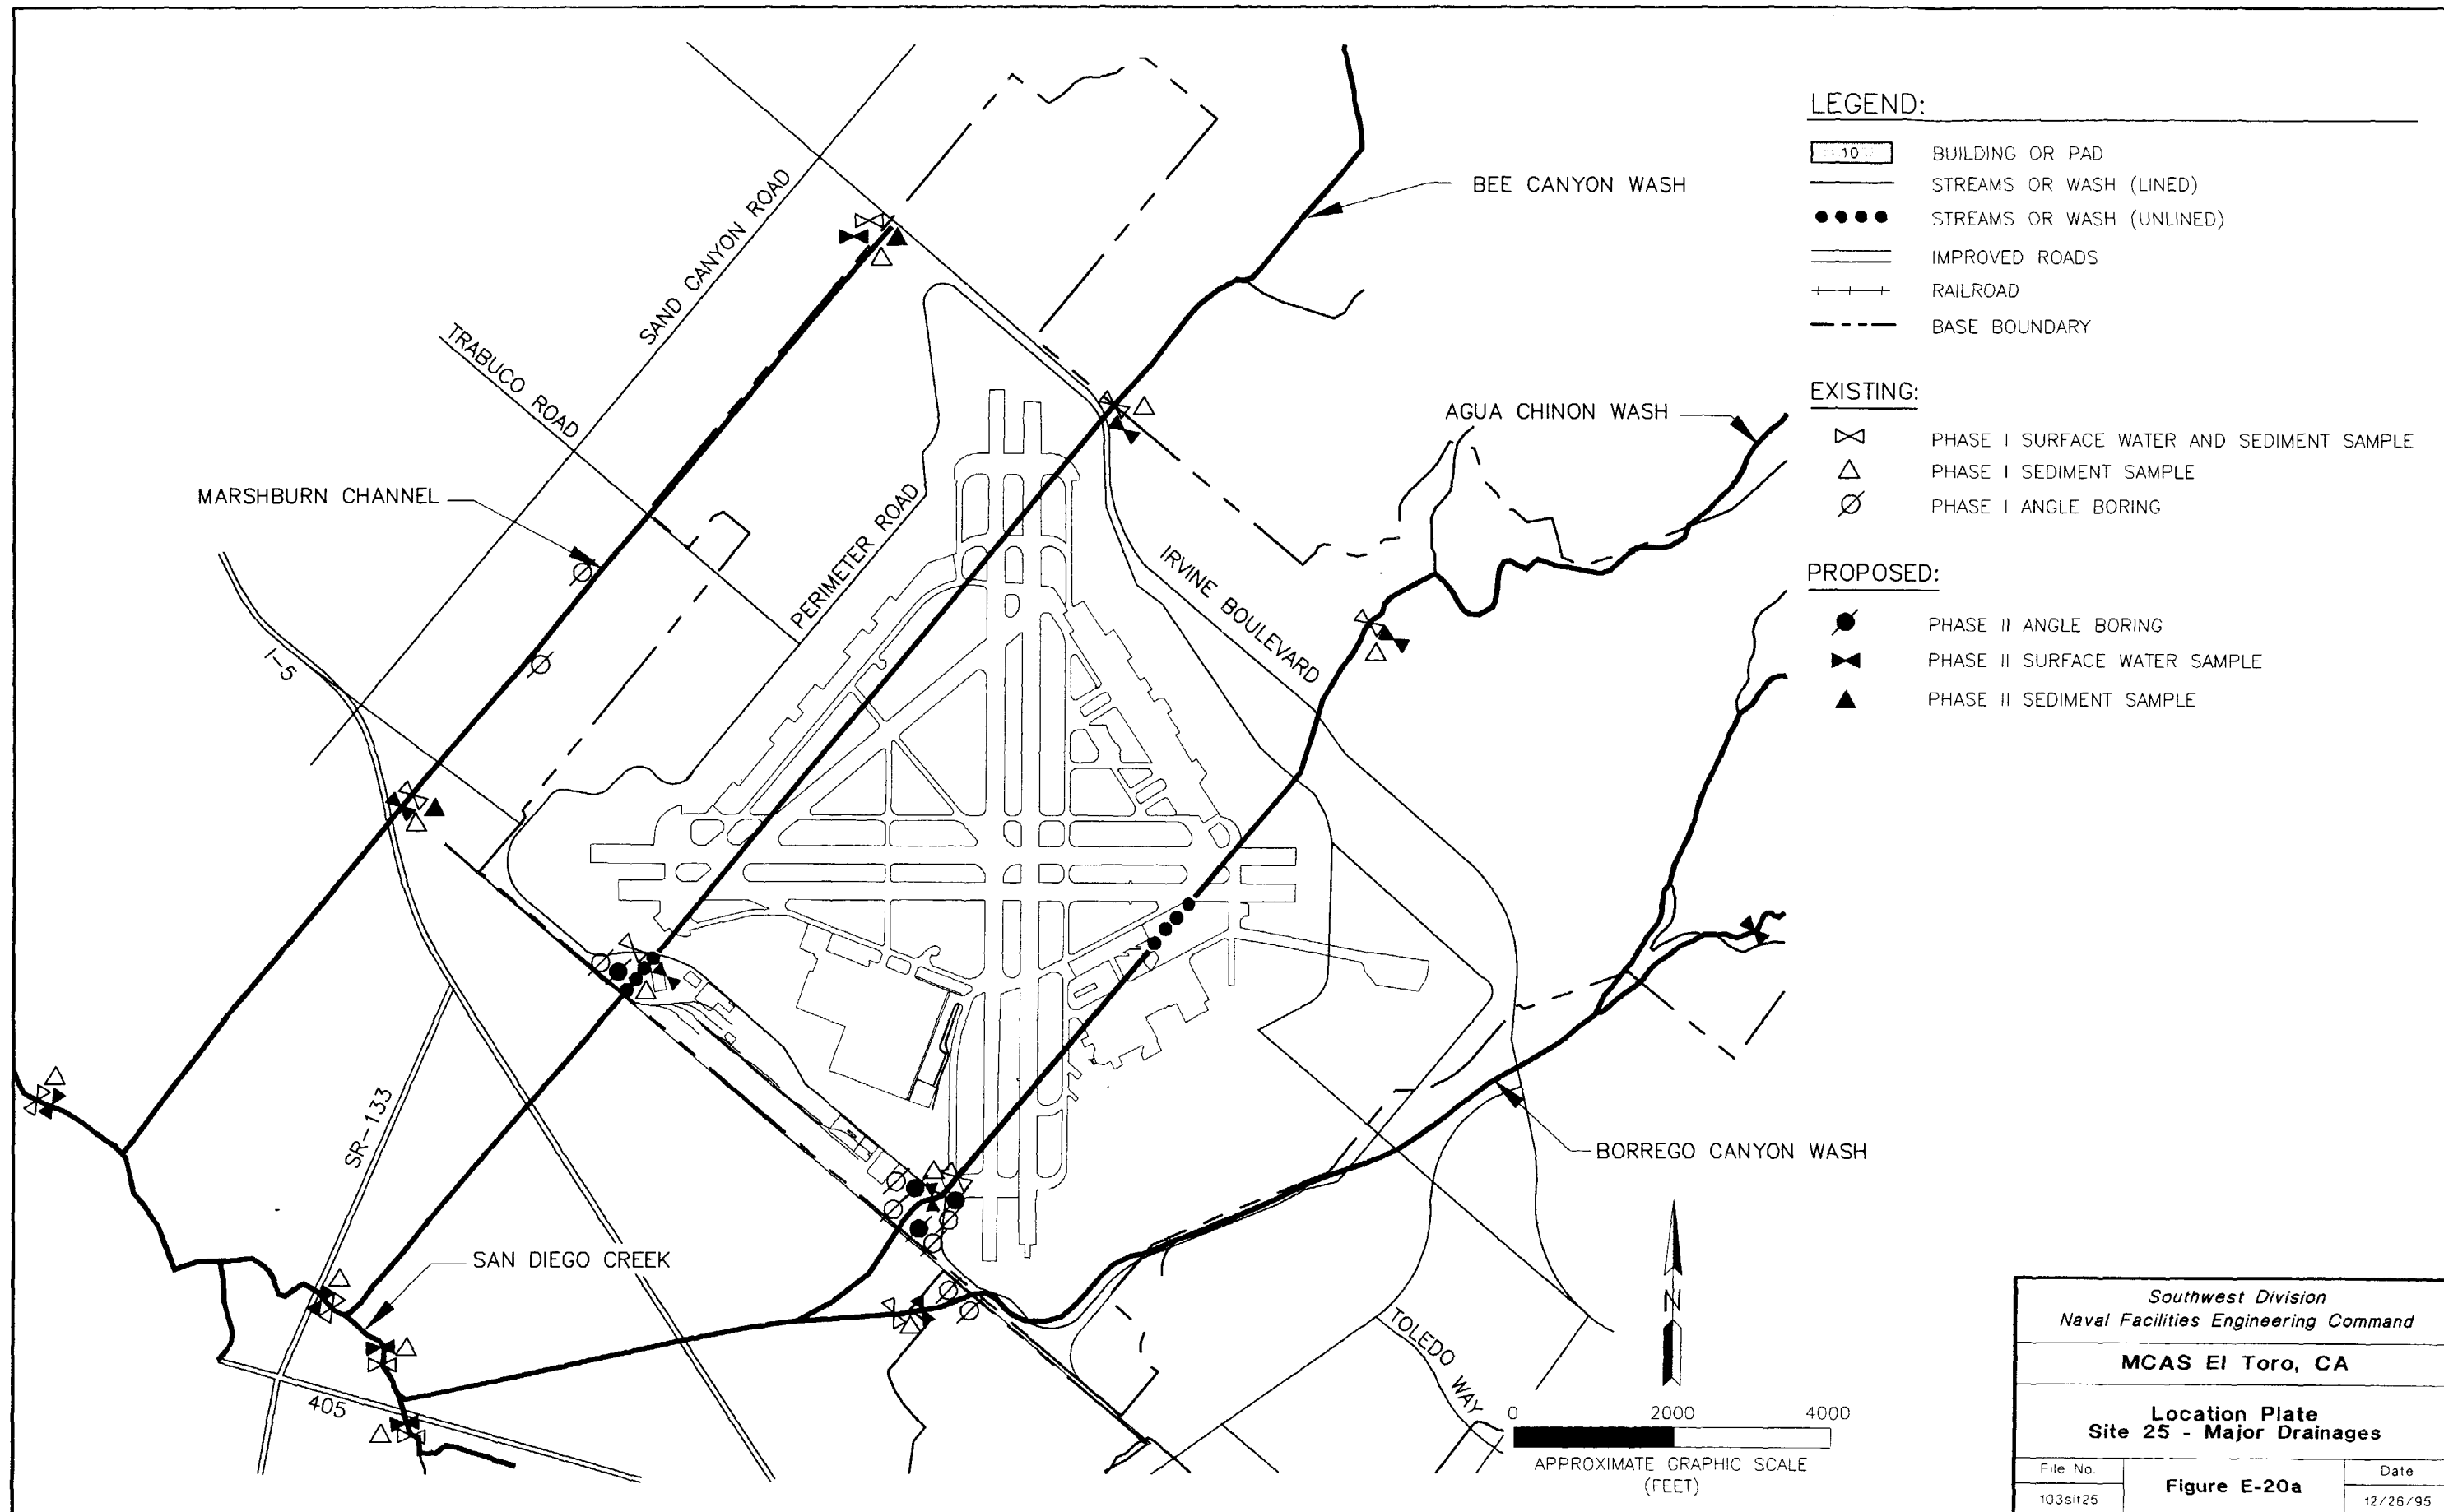 LEGEND:
10
BUILDING OR PAD
STREAMS OR WASH (LINED)
STREAMS OR WASH (UNLINED)
IMPROVED ROADS
RAILROAD
BASE BOUNDARY
EXISTING:
PHASE I SURFACE WATER AND SEDIMENT SAMPLE
PHASE I SEDIMENT SAMPLE
PHASE I ANGLE BORING
PROPOSED:
PHASE II ANGLE BORING
PHASE II SURFACE WATER SAMPLE
PHASE II SEDIMENT SAMPLE
BEE CANYON WASH
AGUA CHINON WASH
SAND CANYON ROAD
TRABUCO ROAD
MARSHBURN CHANNEL
PERIMETER ROAD
IRVINE BOULEVARD
I-5
SR-133
BORREGO CANYON WASH
SAN DIEGO CREEK
405
TOLEDO WAY
N
0 2000 4000
APPROXIMATE GRAPHIC SCALE
(FEET)
Southwest Division
Naval Facilities Engineering Command
MCAS El Toro, CA
Location Plate
Site 25 - Major Drainages
File No.
103sit25
Figure E-20a
Date
12/26/95